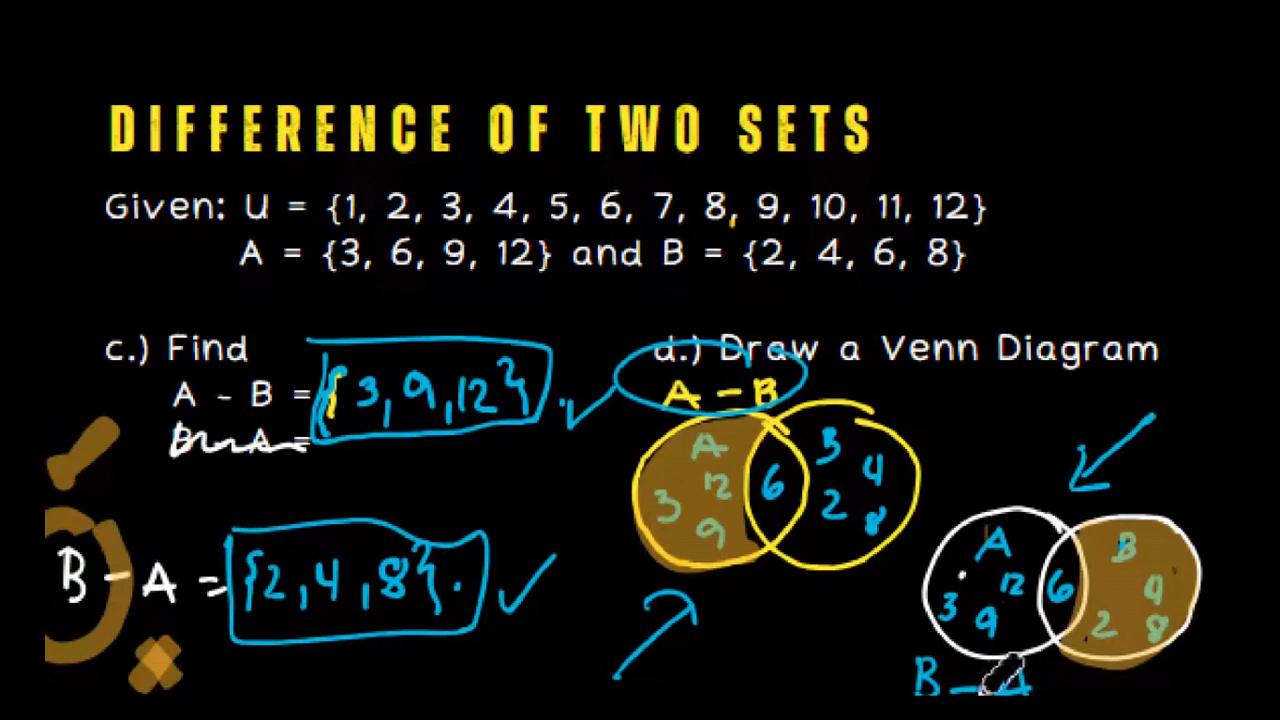 DIFFERENCE OF TWO SETS
Given: U = {1, 2, 3, 4, 5, 6, 7, 8, 9, 10, 11, 12}
A = {3, 6, 9, 12} and B = {2, 4, 6, 8}
c.) Find
d.) Draw a Venn Diagram
A - B = {3, 9, 12}
B - A =
A - B
A
12
3
9
6
B
4
2
8
B - A = {2, 4, 8}.
A
12
3
9
6
B
4
2
8
B - A